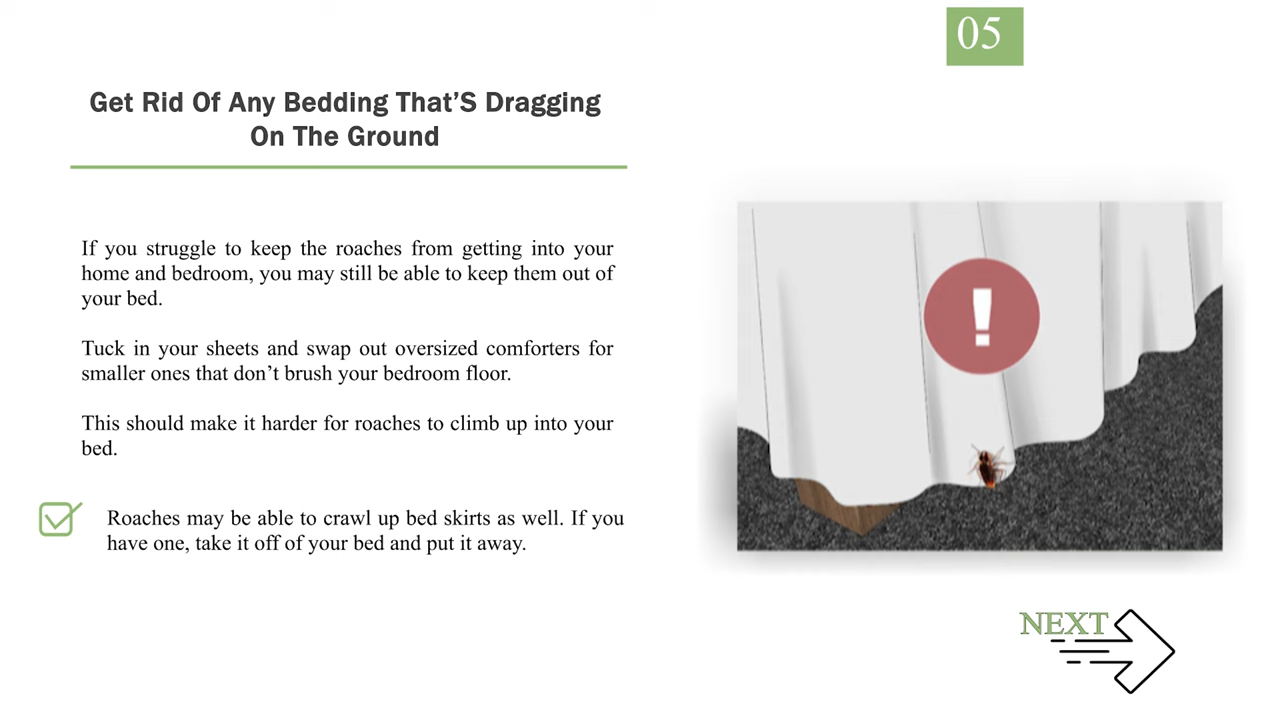 05
Get Rid Of Any Bedding That’S Dragging
On The Ground
If you struggle to keep the roaches from getting into your
home and bedroom, you may still be able to keep them out of
your bed.
Tuck in your sheets and swap out oversized comforters for
smaller ones that don’t brush your bedroom floor.
This should make it harder for roaches to climb up into your
bed.
Roaches may be able to crawl up bed skirts as well. If you
have one, take it off of your bed and put it away.
!
NEXT